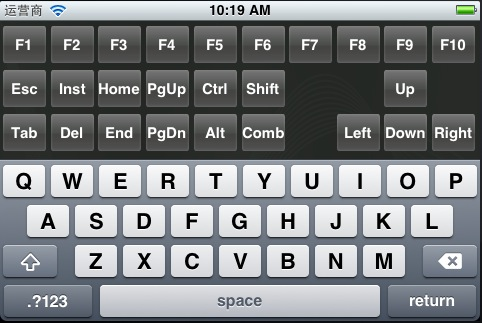 运营商 10:19 AM
F1 F2 F3 F4 F5 F6 F7 F8 F9 F10
Esc Inst Home PgUp Ctrl Shift Up
Tab Del End PgDn Alt Comb Left Down Right
Q W E R T Y U I O P
A S D F G H J K L
Z X C V B N M
.?123 space return